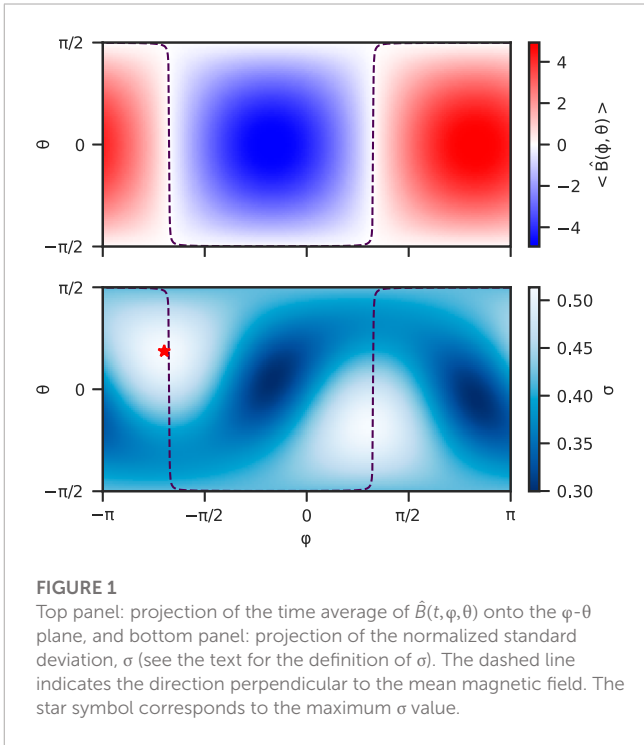 π/2
θ
0
−π/2
4
2
0
−2
−4
< B̂(ϕ, θ) >
π/2
θ
0
−π/2
−π
−π/2
0
π/2
π
φ
0.50
0.45
0.40
0.35
0.30
σ
FIGURE 1
Top panel: projection of the time average of B̂(t,φ,θ) onto the φ-θ
plane, and bottom panel: projection of the normalized standard
deviation, σ (see the text for the definition of σ). The dashed line
indicates the direction perpendicular to the mean magnetic field. The
star symbol corresponds to the maximum σ value.